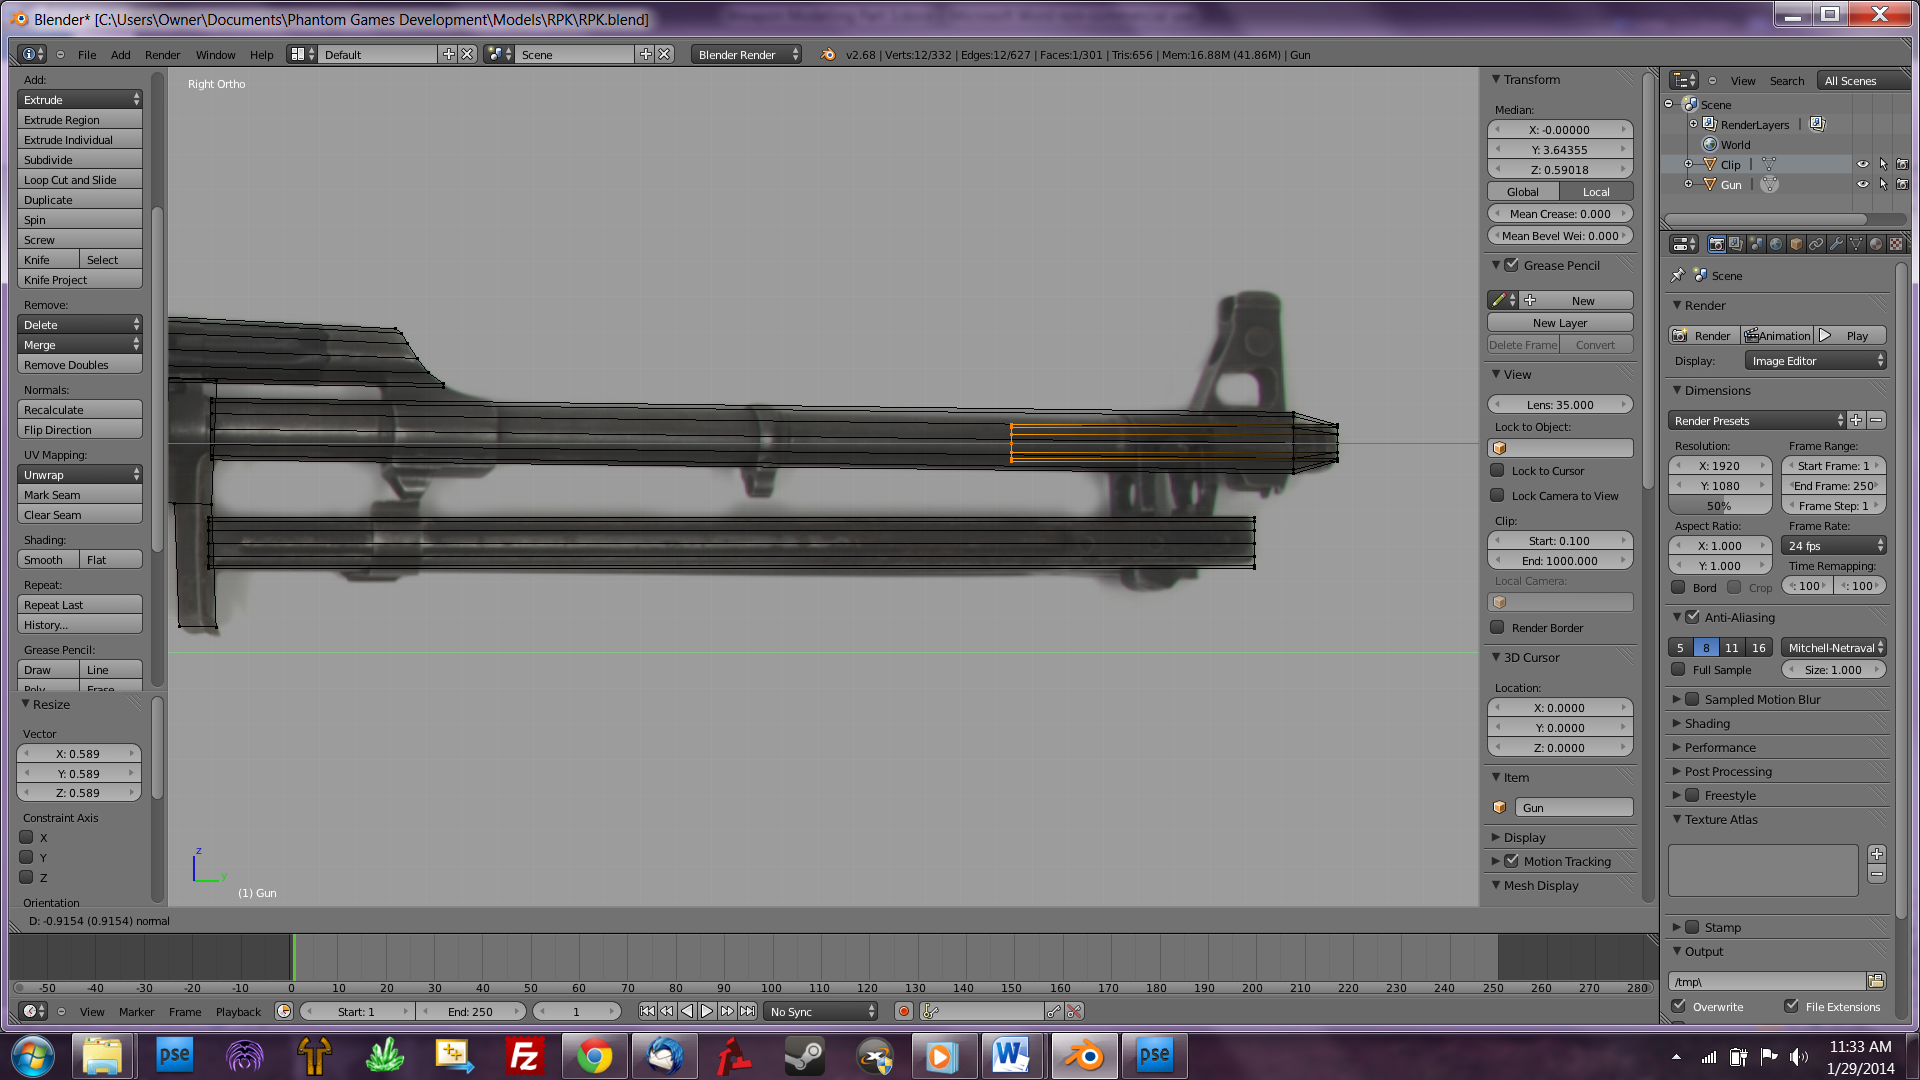 Blender* [C:\Users\Owner\Documents\Phantom Games Development\Models\RPK\RPK.blend]
File Add Render Window Help Default Scene Blender Render v2.68 | Verts:12/332 | Edges:12/627 | Faces:1/301 | Tris:656 | Mem:16.88M (41.86M) | Gun
Add:
Extrude
Extrude Region
Extrude Individual
Subdivide
Loop Cut and Slide
Duplicate
Spin
Screw
Knife Select
Knife Project
Remove:
Delete
Merge
Remove Doubles
Normals:
Recalculate
Flip Direction
UV Mapping:
Unwrap
Mark Seam
Clear Seam
Shading:
Smooth Flat
Repeat:
Repeat Last
History...
Grease Pencil:
Draw Line
Poly Erase
Resize
Vector
X: 0.589
Y: 0.589
Z: 0.589
Constraint Axis
X
Y
Z
Orientation
Right Ortho
z
y
(1) Gun
D: -0.9154 (0.9154) normal
Transform
Median:
X: -0.00000
Y: 3.64355
Z: 0.59018
Global Local
Mean Crease: 0.000
Mean Bevel Wei: 0.000
Grease Pencil
New
New Layer
Delete Frame Convert
View
Lens: 35.000
Lock to Object:
Lock to Cursor
Lock Camera to View
Clip:
Start: 0.100
End: 1000.000
Local Camera:
Render Border
3D Cursor
Location:
X: 0.0000
Y: 0.0000
Z: 0.0000
Item
Gun
Display
Motion Tracking
Mesh Display
View Search All Scenes
Scene
RenderLayers |
World
Clip |
Gun |
Scene
Render
Render Animation Play
Display: Image Editor
Dimensions
Render Presets
Resolution: Frame Range:
X: 1920 Start Frame: 1
Y: 1080 End Frame: 250
50% Frame Step: 1
Aspect Ratio: Frame Rate:
X: 1.000 24 fps
Y: 1.000 Time Remapping:
Bord Crop : 100 : 100
Anti-Aliasing
5 8 11 16 Mitchell-Netraval
Full Sample Size: 1.000
Sampled Motion Blur
Shading
Performance
Post Processing
Freestyle
Texture Atlas
Stamp
Output
/tmp\
Overwrite File Extensions
-50 -40 -30 -20 -10 0 10 20 30 40 50 60 70 80 90 100 110 120 130 140 150 160 170 180 190 200 210 220 230 240 250 260 270 280
View Marker Frame Playback Start: 1 End: 250 1 No Sync
pse
Fz
W
pse
11:33 AM
1/29/2014